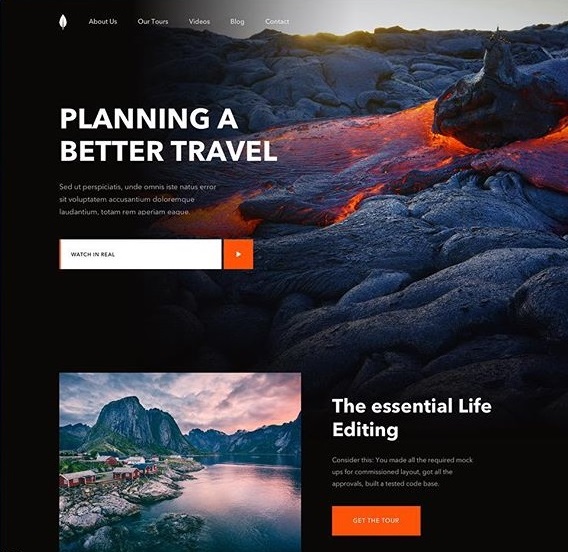 About Us Our Tours Videos Blog Contact
PLANNING A
BETTER TRAVEL
Sed ut perspiciatis, unde omnis iste natus error
sit voluptatem accusantium doloremque
laudantium, totam rem aperiam eaque.
WATCH IN REAL
The essential Life
Editing
Consider this: You made all the required mock
ups for commissioned layout, got all the
approvals, built a tested code base.
GET THE TOUR